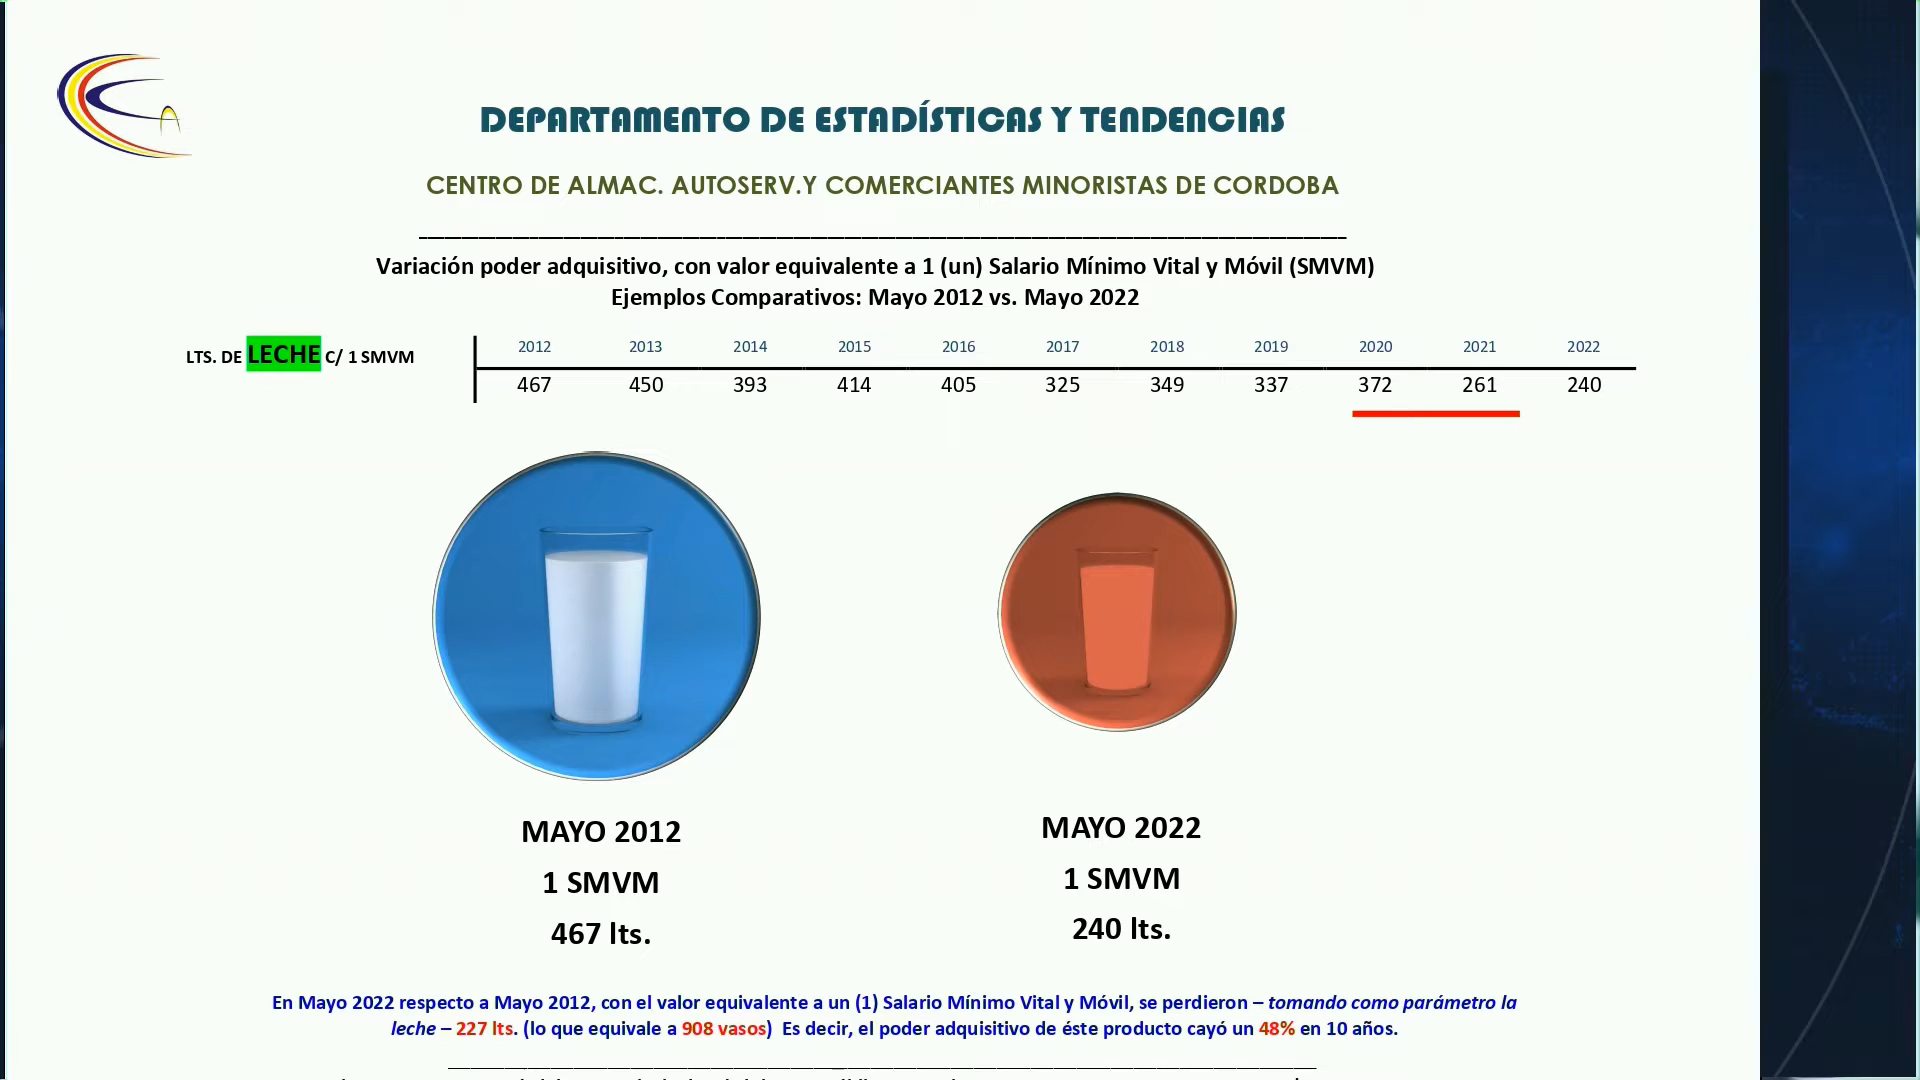 DEPARTAMENTO DE ESTADÍSTICAS Y TENDENCIAS
CENTRO DE ALMAC. AUTOSERV.Y COMERCIANTES MINORISTAS DE CORDOBA
Variación poder adquisitivo, con valor equivalente a 1 (un) Salario Mínimo Vital y Móvil (SMVM)
Ejemplos Comparativos: Mayo 2012 vs. Mayo 2022
LTS. DE LECHE C/ 1 SMVM
2012 2013 2014 2015 2016 2017 2018 2019 2020 2021 2022
467 450 393 414 405 325 349 337 372 261 240
MAYO 2012
1 SMVM
467 lts.
MAYO 2022
1 SMVM
240 lts.
En Mayo 2022 respecto a Mayo 2012, con el valor equivalente a un (1) Salario Mínimo Vital y Móvil, se perdieron – tomando como parámetro la
leche – 227 lts. (lo que equivale a 908 vasos) Es decir, el poder adquisitivo de éste producto cayó un 48% en 10 años.